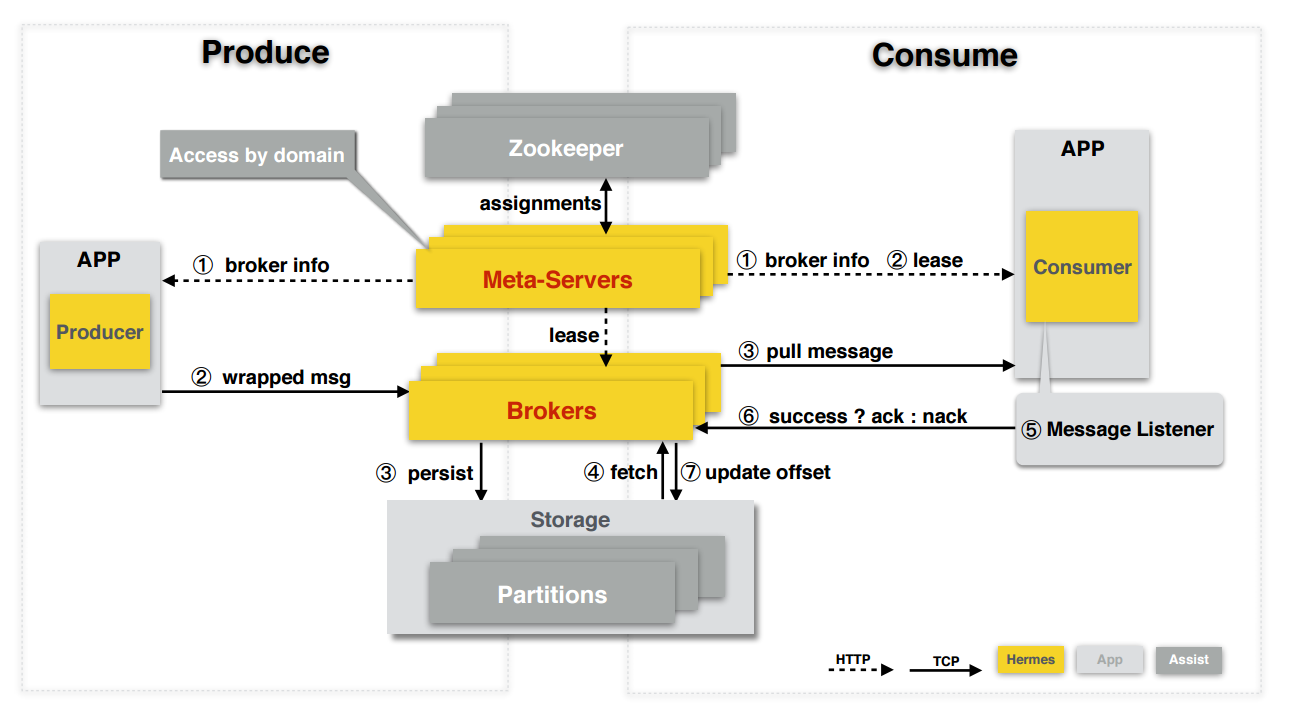 Produce
Consume
Zookeeper
Access by domain
APP
assignments
APP
① broker info
Meta-Servers
① broker info ② lease
Consumer
Producer
lease
② wrapped msg
③ pull message
Brokers
⑥ success ? ack : nack
⑤ Message Listener
③ persist
④ fetch
⑦ update offset
Storage
Partitions
HTTP
TCP
Hermes
App
Assist